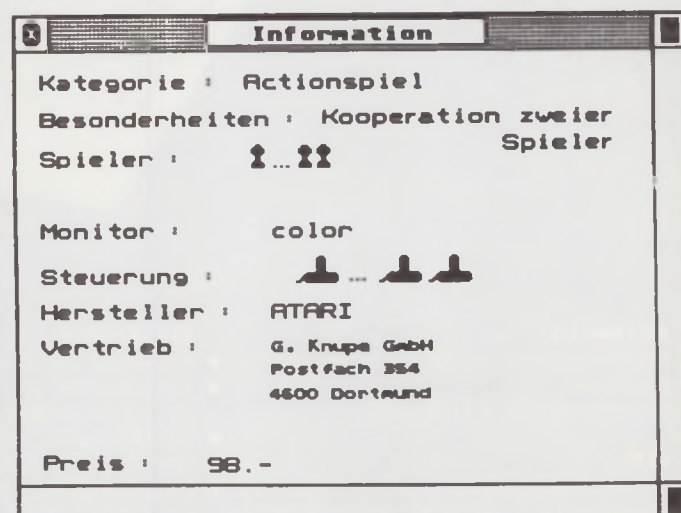 Information
Kategorie : Actionspiel
Besonderheiten : Kooperation zweier
Spieler
Spieler : ...
Monitor : color
Steuerung : ...
Hersteller : ATARI
Vertrieb : G. Knupe GmbH
Postfach 354
4600 Dortmund
Preis : 98.-